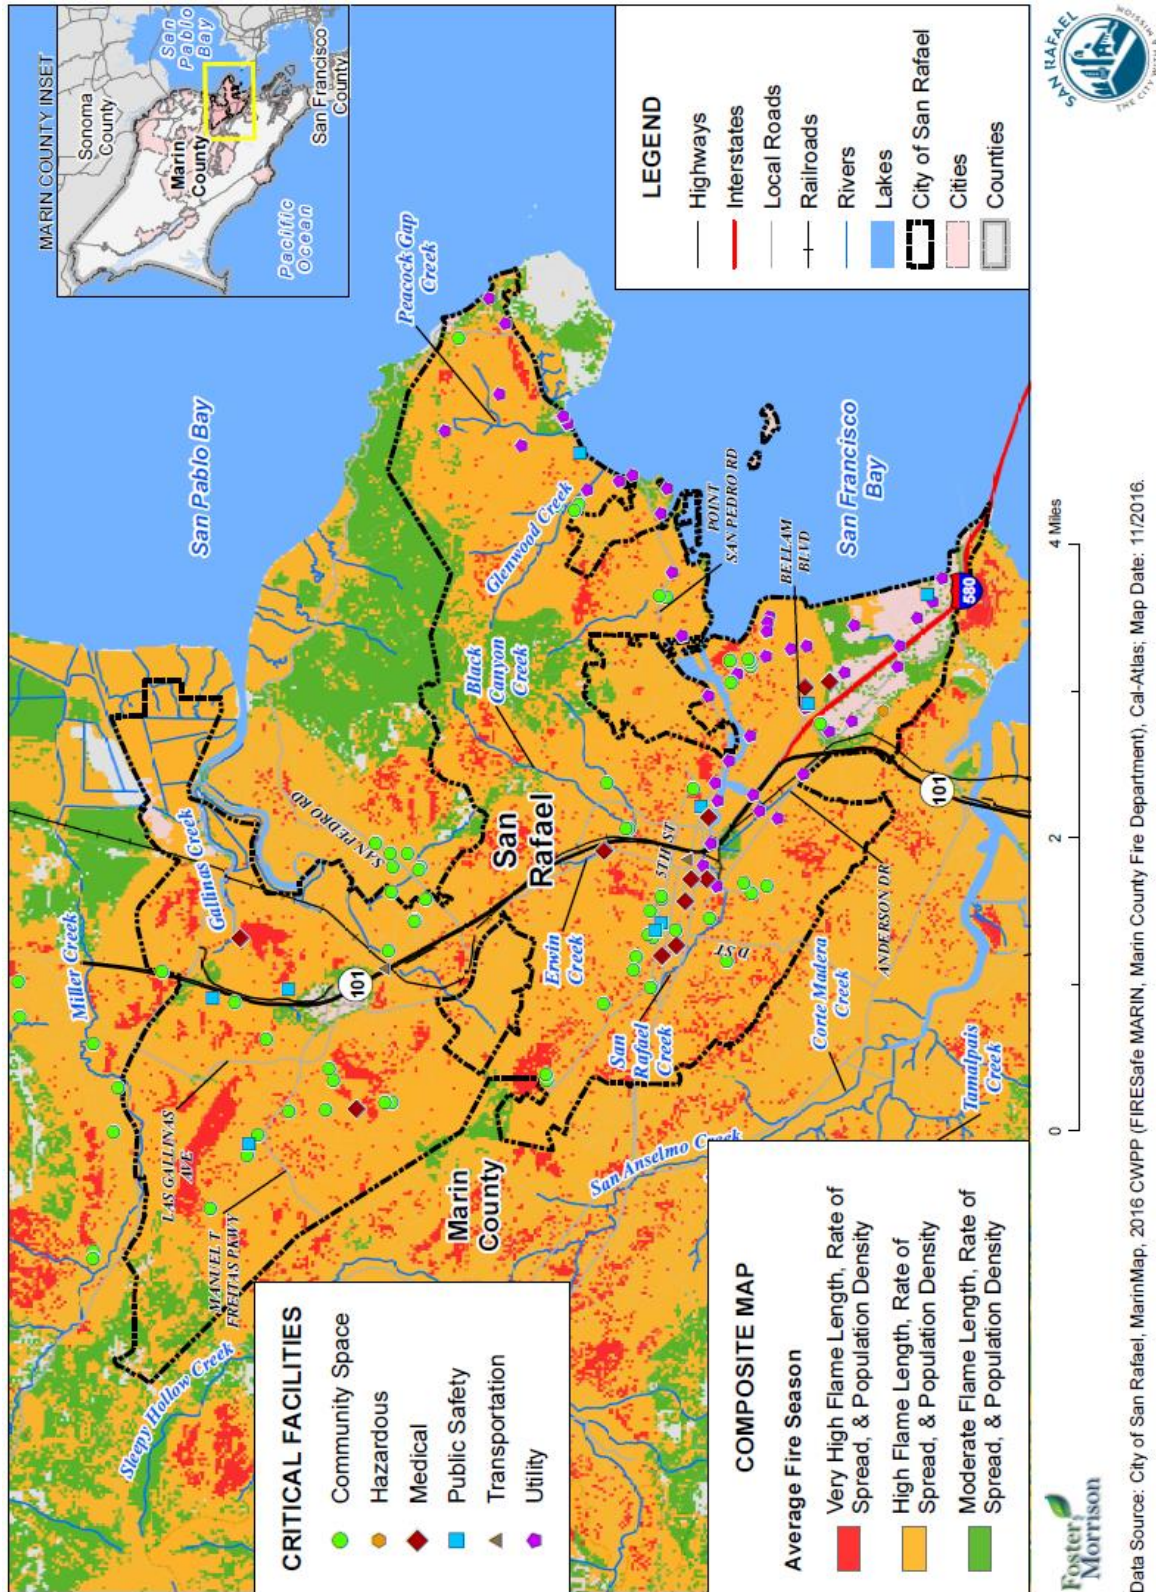 MARIN COUNTY INSET
Sonoma
County
San
Pablo
Bay
Marin
County
Pacific
Ocean
San Francisco
County
San Pablo Bay
Miller Creek
Gallinas Creek
SAN PEDRO RD
101
LAS GALLINAS
AVE
MANUEL T
FREITAS PKWY
Sleepy Hollow Creek
Marin
County
San
Rafael
Black
Canyon
Creek
Glenwood Creek
Peacock Gap
Creek
POINT
SAN PEDRO RD
San Francisco
Bay
BELLAM
BLVD
5TH ST
Erwin
Creek
San
Rafael
Creek
D ST
San Anselmo Creek
ANDERSON DR
Corte Madera
Creek
Tamalpais
Creek
101
580
LEGEND
Highways
Interstates
Local Roads
Railroads
Rivers
Lakes
City of San Rafael
Cities
Counties
CRITICAL FACILITIES
Community Space
Hazardous
Medical
Public Safety
Transportation
Utility
COMPOSITE MAP
Average Fire Season
Very High Flame Length, Rate of
Spread, & Population Density
High Flame Length, Rate of
Spread, & Population Density
Moderate Flame Length, Rate of
Spread, & Population Density
0 2 4 Miles
Foster
Morrison
SAN RAFAEL
THE CITY WITH A MISSION
Data Source: City of San Rafael, MarinMap, 2016 CWPP (FIRESafe MARIN, Marin County Fire Department), Cal-Atlas; Map Date: 11/2016.